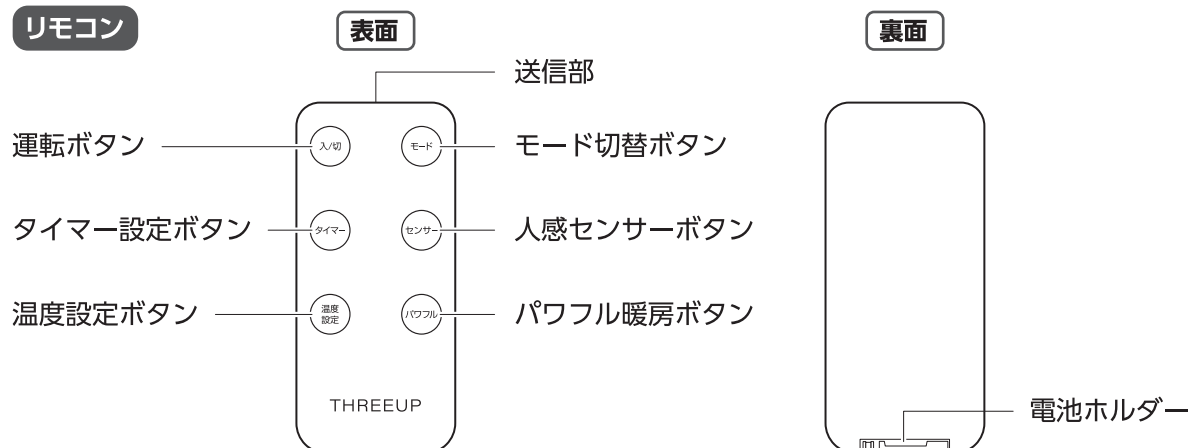 リモコン
表面
裏面
送信部
運転ボタン
入/切
モード
モード切替ボタン
タイマー設定ボタン
タイマー
センサー
人感センサーボタン
温度設定ボタン
温度
設定
パワフル
パワフル暖房ボタン
THREEUP
電池ホルダー